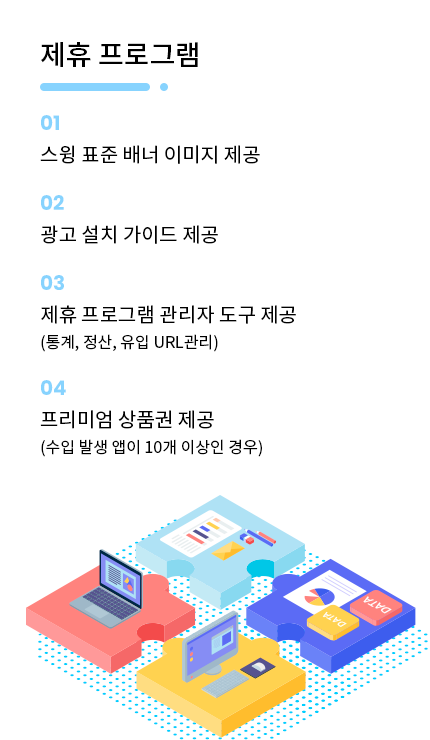 제휴 프로그램
01
스윙 표준 배너 이미지 제공
02
광고 설치 가이드 제공
03
제휴 프로그램 관리자 도구 제공
(통계, 정산, 유입 URL관리)
04
프리미엄 상품권 제공
(수입 발생 앱이 10개 이상인 경우)
DATA
DATA